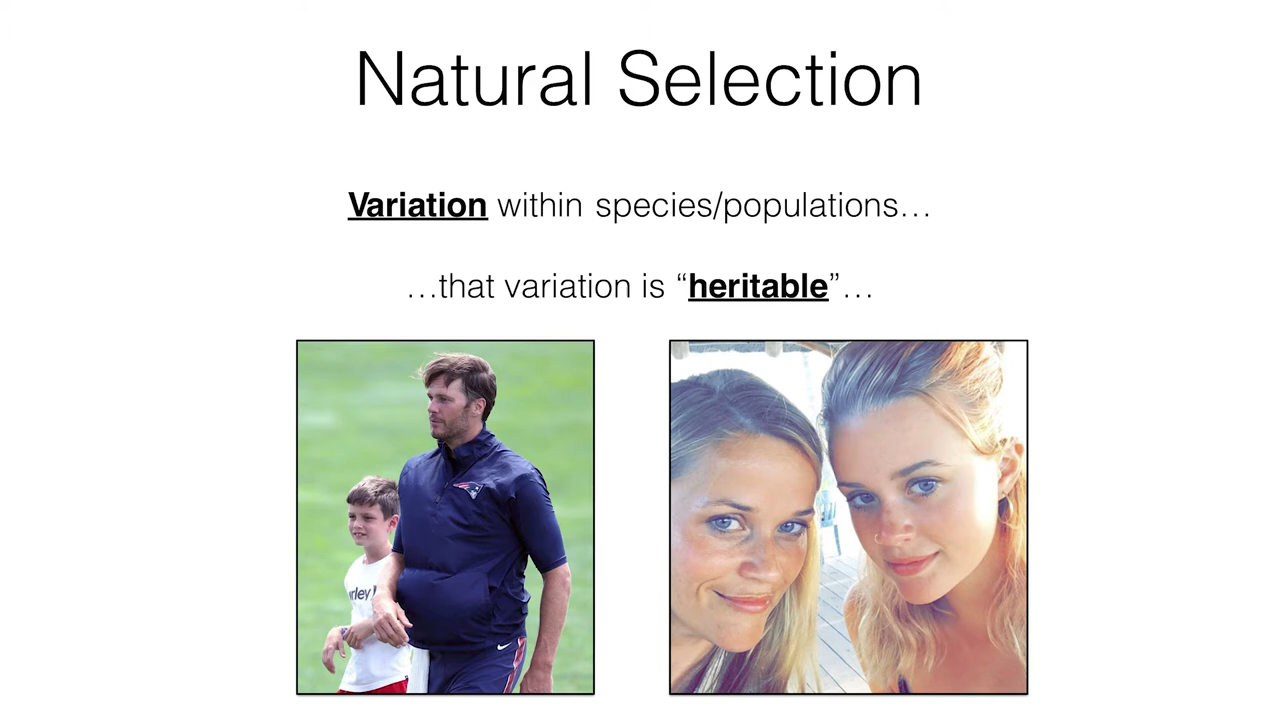 Natural Selection
Variation within species/populations…
…that variation is “heritable”…